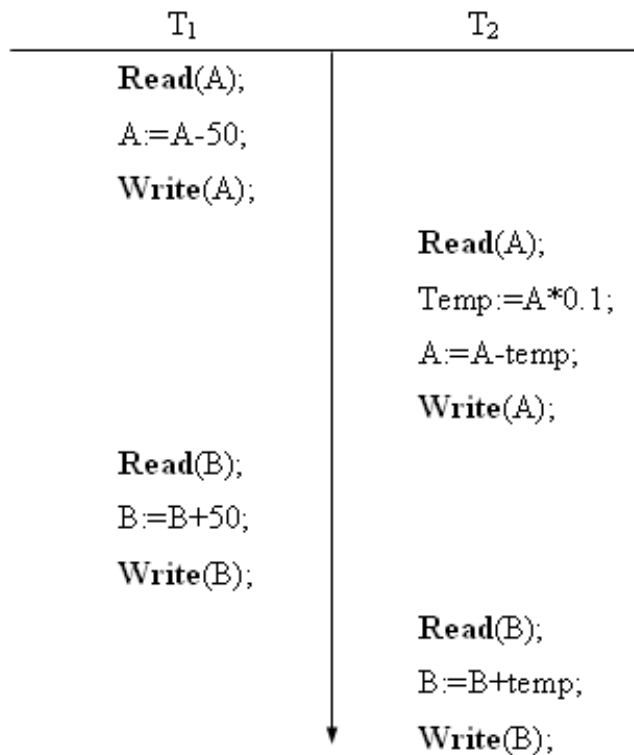 T1 T2
Read(A);
A:=A-50;
Write(A);
Read(A);
Temp:=A*0.1;
A:=A-temp;
Write(A);
Read(B);
B:=B+50;
Write(B);
Read(B);
B:=B+temp;
Write(B);